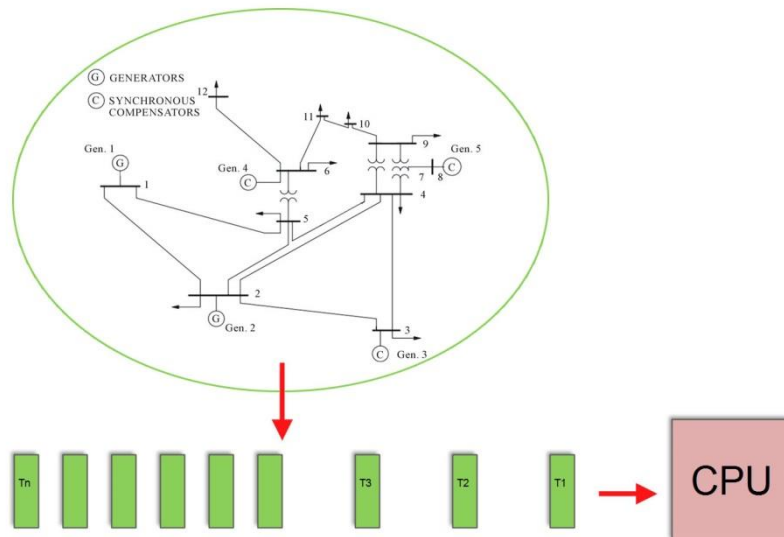 G GENERATORS
C SYNCHRONOUS
COMPENSATORS
12
11
10
9
Gen. 1
G
Gen. 4
C
6
Gen. 5
C
7
8
1
4
5
2
G
Gen. 2
3
C
Gen. 3
Tn
T3
T2
T1
CPU